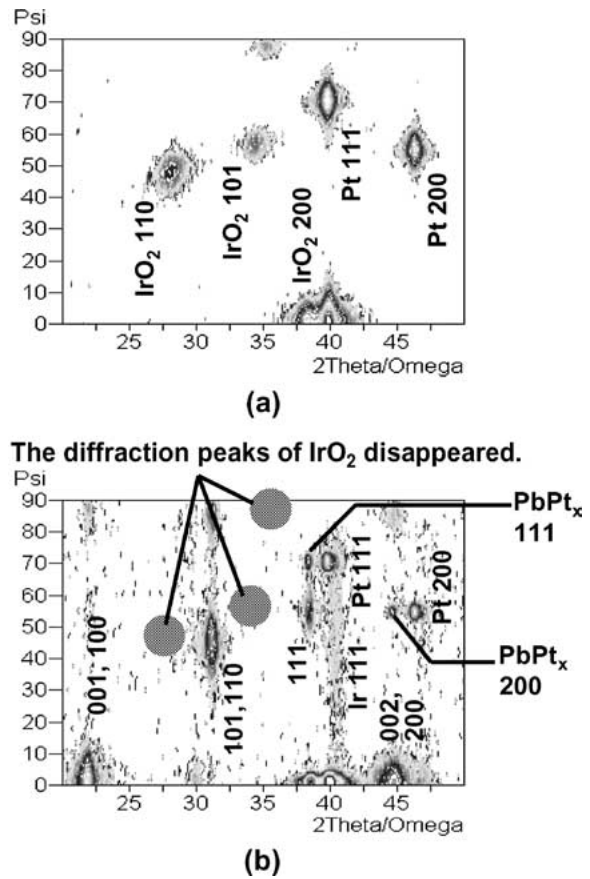 Psi
90
80
70
60
50
40
30
20
10
0
IrO₂ 110
IrO₂ 101
IrO₂ 200
Pt 111
Pt 200
25 30 35 40 45
2Theta/Omega
(a)
The diffraction peaks of IrO₂ disappeared.
Psi
90
80
70
60
50
40
30
20
10
0
001, 100
101,110
111
Pt 111
Ir 111
002,
200
Pt 200
PbPtₓ
111
PbPtₓ
200
25 30 35 40 45
2Theta/Omega
(b)